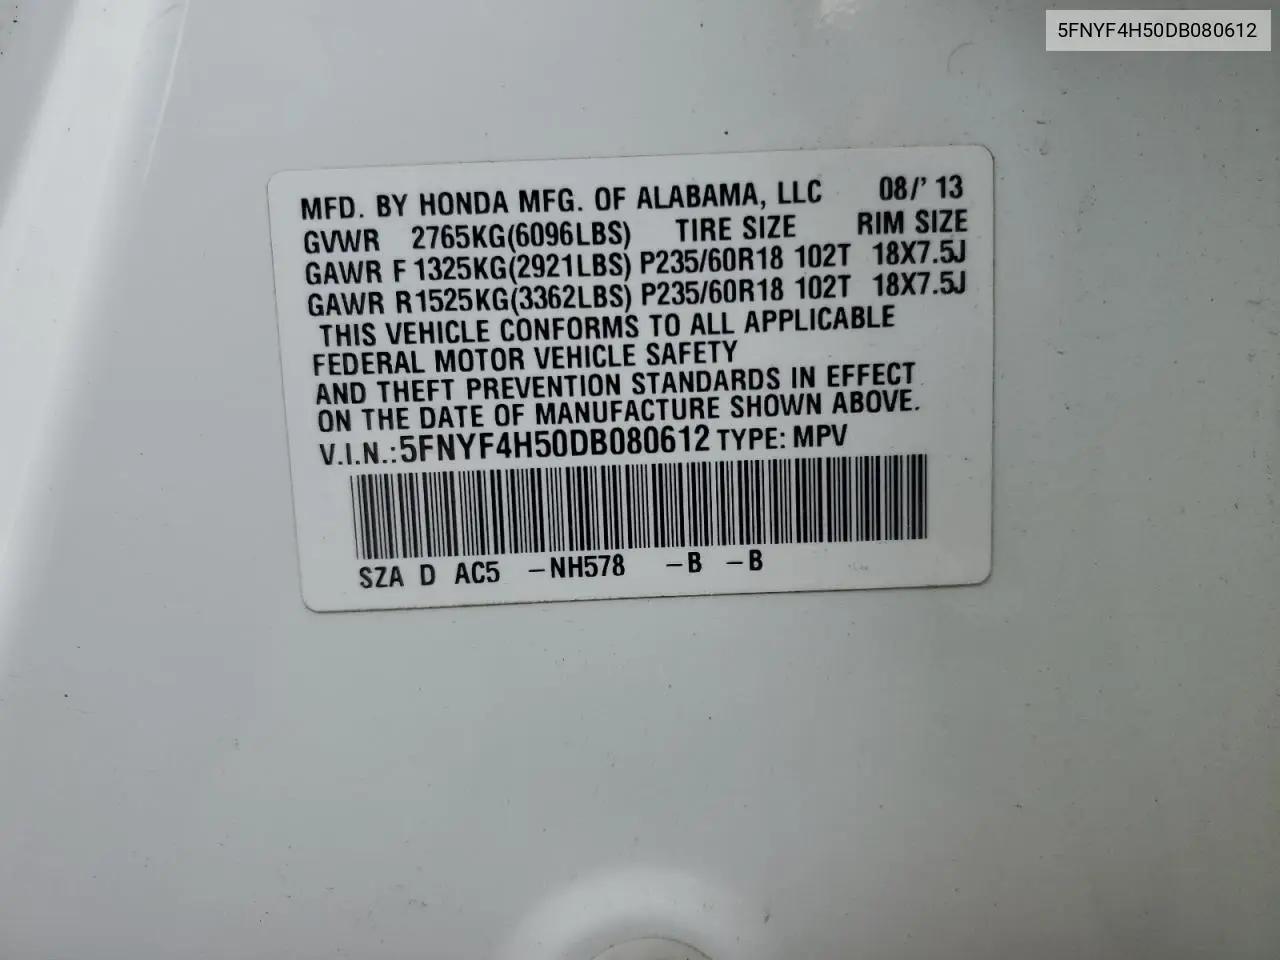 5FNYF4H50DB080612
MFD. BY HONDA MFG. OF ALABAMA, LLC 08/' 13
GVWR 2765KG(6096LBS) TIRE SIZE RIM SIZE
GAWR F 1325KG(2921LBS) P235/60R18 102T 18X7.5J
GAWR R1525KG(3362LBS) P235/60R18 102T 18X7.5J
THIS VEHICLE CONFORMS TO ALL APPLICABLE
FEDERAL MOTOR VEHICLE SAFETY
AND THEFT PREVENTION STANDARDS IN EFFECT
ON THE DATE OF MANUFACTURE SHOWN ABOVE.
V.I.N.:5FNYF4H50DB080612 TYPE: MPV
SZA D AC5 –NH578 –B –B